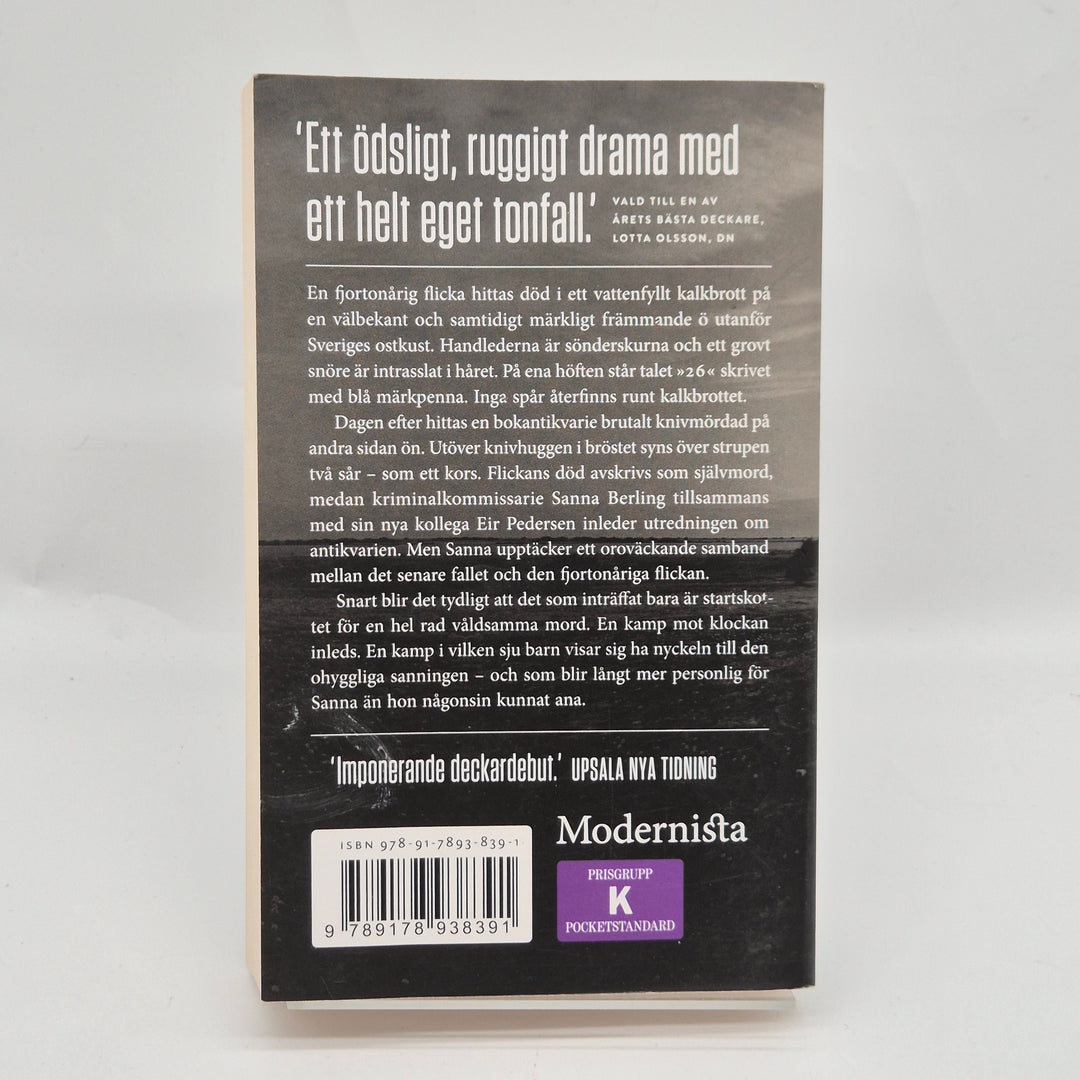 ‘Ett ödsligt, ruggigt drama med
ett helt eget tonfall.’
VALD TILL EN AV
ÅRETS BÄSTA DECKARE,
LOTTA OLSSON, DN
En fjortonårig flicka hittas död i ett vattenfyllt kalkbrott på
en välbekant och samtidigt märkligt främmande ö utanför
Sveriges ostkust. Handlederna är sönderskurna och ett grovt
snöre är intrasslat i håret. På ena höften står talet »26« skrivet
med blå märkpenna. Inga spår återfinns runt kalkbrottet.
Dagen efter hittas en bokantikvarie brutalt knivmördad på
andra sidan ön. Utöver knivhuggen i bröstet syns över strupen
två sår – som ett kors. Flickans död avskrivs som självmord,
medan kriminalkommissarie Sanna Berling tillsammans
med sin nya kollega Eir Pedersen inleder utredningen om
antikvarien. Men Sanna upptäcker ett oroväckande samband
mellan det senare fallet och den fjortonåriga flickan.
Snart blir det tydligt att det som inträffat bara är startskot-
tet för en hel rad våldsamma mord. En kamp mot klockan
inleds. En kamp i vilken sju barn visar sig ha nyckeln till den
ohyggliga sanningen – och som blir långt mer personlig för
Sanna än hon någonsin kunnat ana.
‘Imponerande deckardebut.’ UPSALA NYA TIDNING
Modernista
ISBN 978-91-7893-839-1
9 789178 938391
PRISGRUPP
K
POCKETSTANDARD